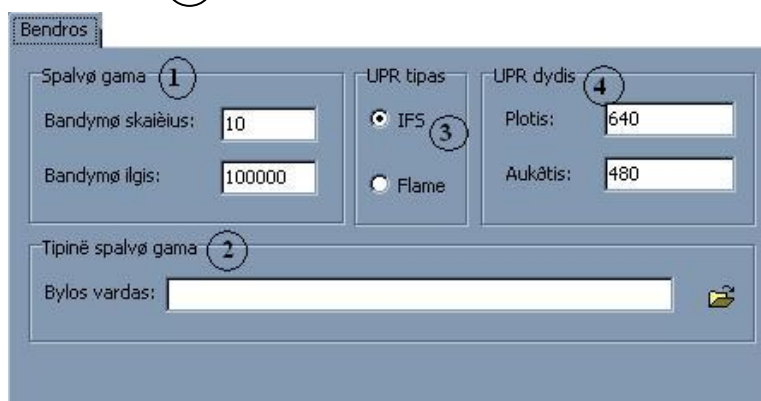 Bendros
Spalvø gama 1
Bandymø skaièius: 10
Bandymø ilgis: 100000
UPR tipas
IFS 3
Flame
UPR dydis 4
Plotis: 640
Aukðtis: 480
Tipinë spalvø gama 2
Bylos vardas: